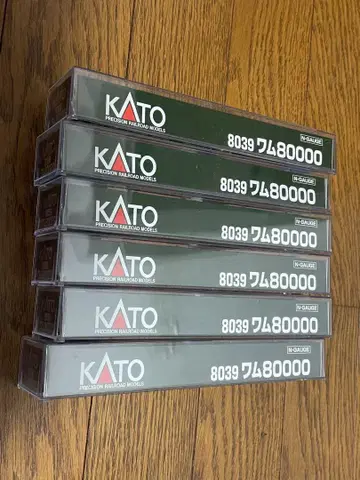 KATO
PRECISION RAILROAD MODELS
N-GAUGE
8039 ワム80000
KATO
PRECISION RAILROAD MODELS
N-GAUGE
8039 ワム80000
KATO
PRECISION RAILROAD MODELS
N-GAUGE
8039 ワム80000
KATO
PRECISION RAILROAD MODELS
N-GAUGE
8039 ワム80000
KATO
PRECISION RAILROAD MODELS
N-GAUGE
8039 ワム80000
KATO
PRECISION RAILROAD MODELS
N-GAUGE
8039 ワム80000